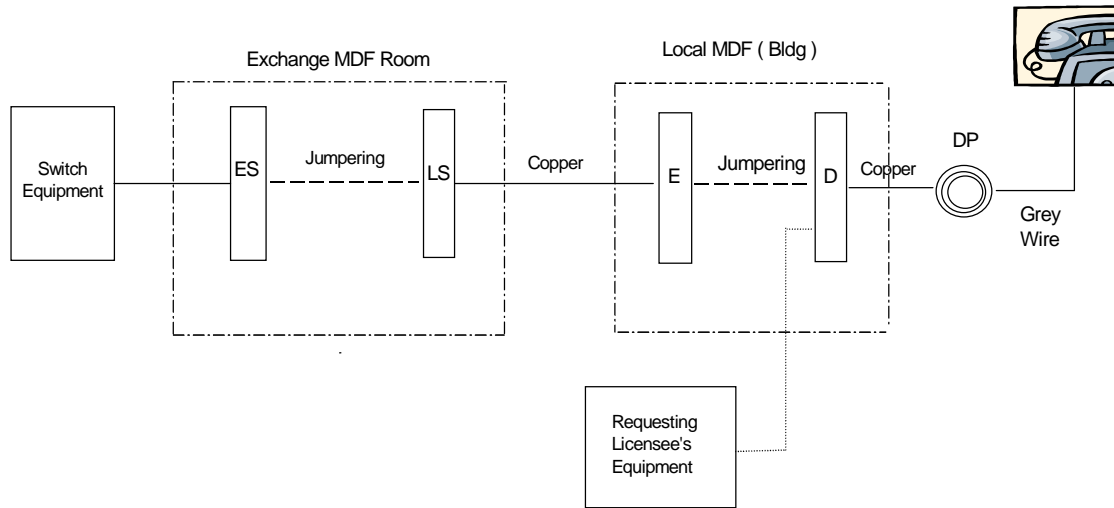 Exchange MDF Room
Local MDF ( Bldg )
Switch
Equipment
ES
Jumpering
LS
Copper
E
Jumpering
D
Copper
DP
Grey
Wire
Requesting
Licensee's
Equipment